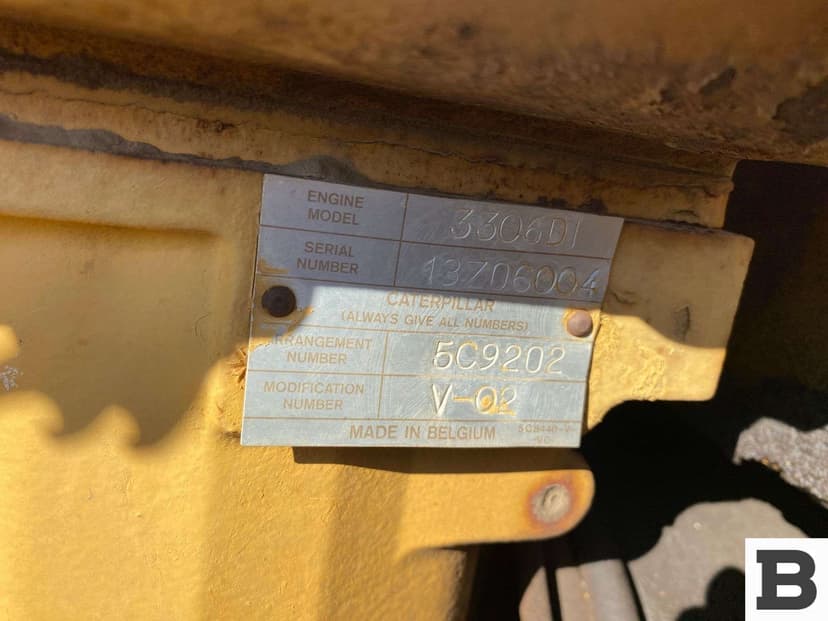 ENGINE MODEL 3306DI
SERIAL NUMBER 13Z06004
CATERPILLAR
(ALWAYS GIVE ALL NUMBERS)
ARRANGEMENT NUMBER 5C9202
MODIFICATION NUMBER V-02
MADE IN BELGIUM
B